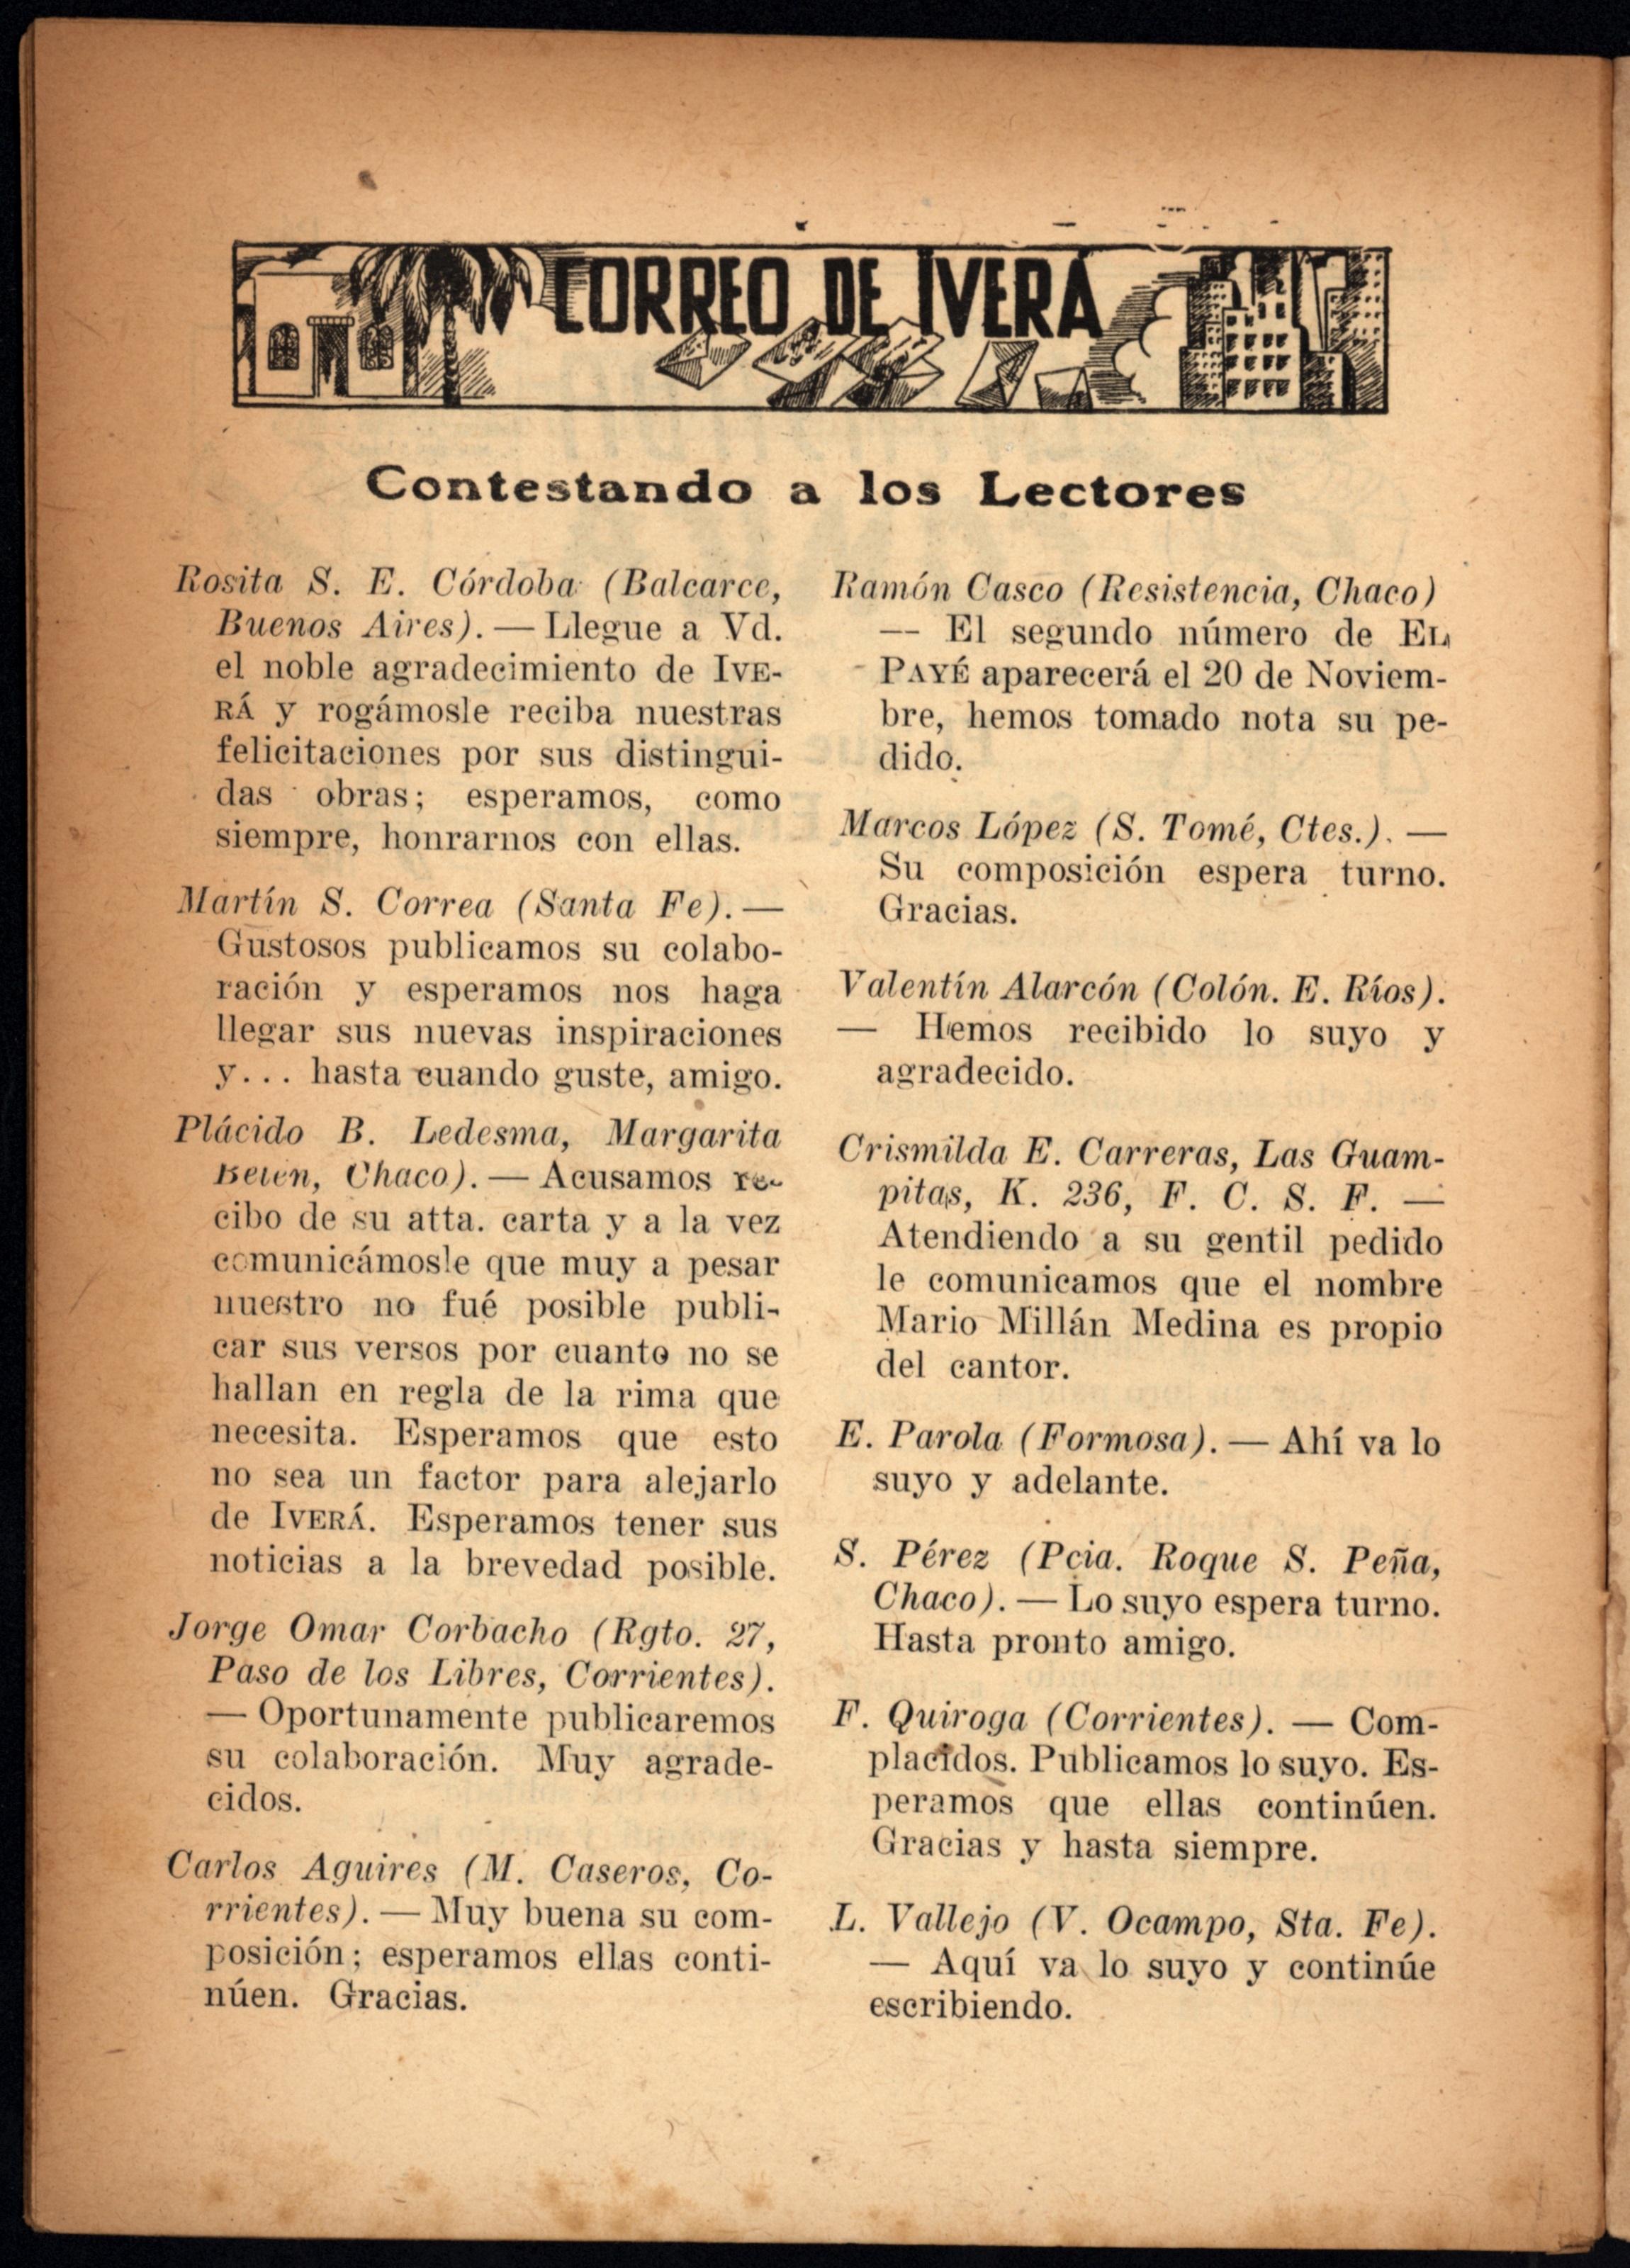 CORREO DE IVERÁ
Contestando a los Lectores
Rosita S. E. Córdoba (Balcarce,
Buenos Aires). — Llegue a Vd.
el noble agradecimiento de IVE-
RÁ y rogámosle reciba nuestras
felicitaciones por sus distingui-
das obras; esperamos, como
siempre, honrarnos con ellas.
Martín S. Correa (Santa Fe). —
Gustosos publicamos su colabo-
ración y esperamos nos haga
llegar sus nuevas inspiraciones
y... hasta cuando guste, amigo.
Plácido B. Ledesma, Margarita
Belén, Chaco). — Acusamos re-
cibo de su atta. carta y a la vez
comunicámosle que muy a pesar
nuestro no fué posible publi-
car sus versos por cuanto no se
hallan en regla de la rima que
necesita. Esperamos que esto
no sea un factor para alejarlo
de IVERÁ. Esperamos tener sus
noticias a la brevedad posible.
Jorge Omar Corbacho (Rgto. 27,
Paso de los Libres, Corrientes).
— Oportunamente publicaremos
su colaboración. Muy agrade-
cidos.
Carlos Aguires (M. Caseros, Co-
rrientes). — Muy buena su com-
posición; esperamos ellas conti-
núen. Gracias.
Ramón Casco (Resistencia, Chaco)
— El segundo número de EL
PAYÉ aparecerá el 20 de Noviem-
bre, hemos tomado nota su pe-
dido.
Marcos López (S. Tomé, Ctes.). —
Su composición espera turno.
Gracias.
Valentín Alarcón (Colón. E. Ríos).
— Hemos recibido lo suyo y
agradecido.
Crismilda E. Carreras, Las Guam-
pitas, K. 236, F. C. S. F. —
Atendiendo a su gentil pedido
le comunicamos que el nombre
Mario Millán Medina es propio
del cantor.
E. Parola (Formosa). — Ahí va lo
suyo y adelante.
S. Pérez (Pcia. Roque S. Peña,
Chaco). — Lo suyo espera turno.
Hasta pronto amigo.
F. Quiroga (Corrientes). — Com-
placídos. Publicamos lo suyo. Es-
peramos que ellas continúen.
Gracias y hasta siempre.
L. Vallejo (V. Ocampo, Sta. Fe).
— Aquí va lo suyo y continúe
escribiendo.